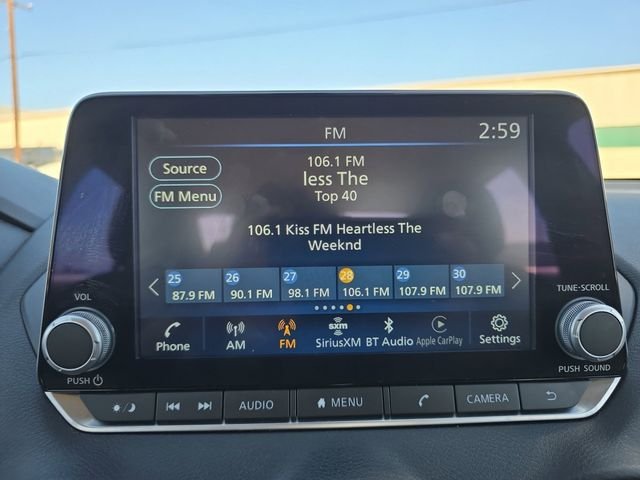 FM 2:59
Source
FM Menu
106.1 FM
less The
Top 40
106.1 Kiss FM Heartless The
Weeknd
25 26 27 28 29 30
87.9 FM 90.1 FM 98.1 FM 106.1 FM 107.9 FM 107.9 FM
VOL
TUNE-SCROLL
sxm
Phone AM FM SiriusXM BT Audio Apple CarPlay Settings
PUSH
PUSH SOUND
AUDIO MENU CAMERA